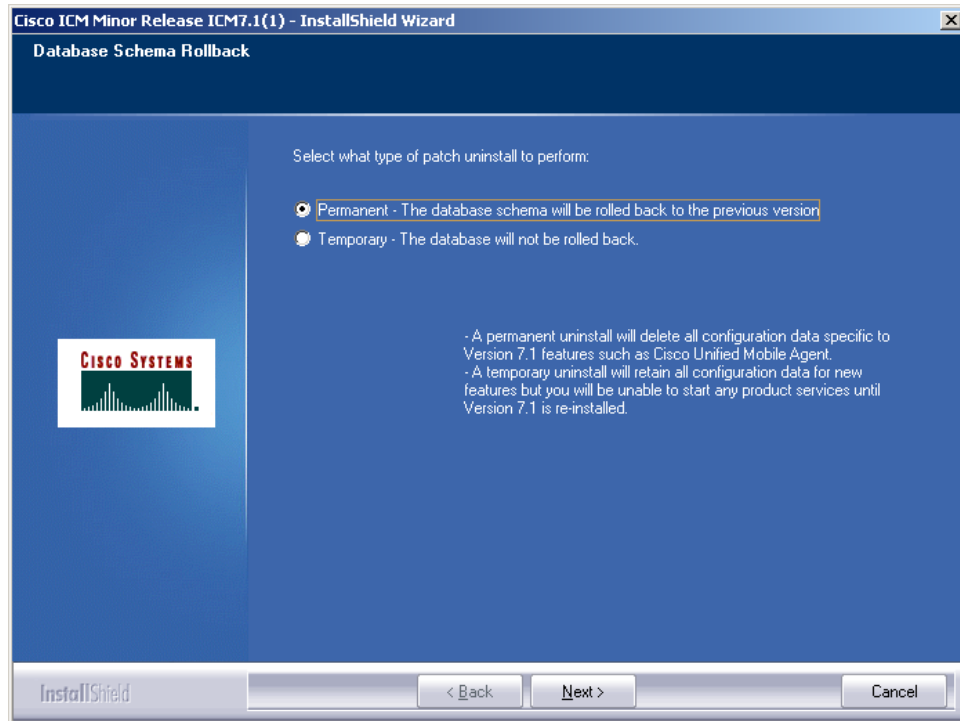 Cisco ICM Minor Release ICM7.1(1) - InstallShield Wizard
Database Schema Rollback
Select what type of patch uninstall to perform:
Permanent - The database schema will be rolled back to the previous version
Temporary - The database will not be rolled back.
- A permanent uninstall will delete all configuration data specific to
Version 7.1 features such as Cisco Unified Mobile Agent.
- A temporary uninstall will retain all configuration data for new
features but you will be unable to start any product services until
Version 7.1 is re-installed.
CISCO SYSTEMS
InstallShield
< Back
Next >
Cancel